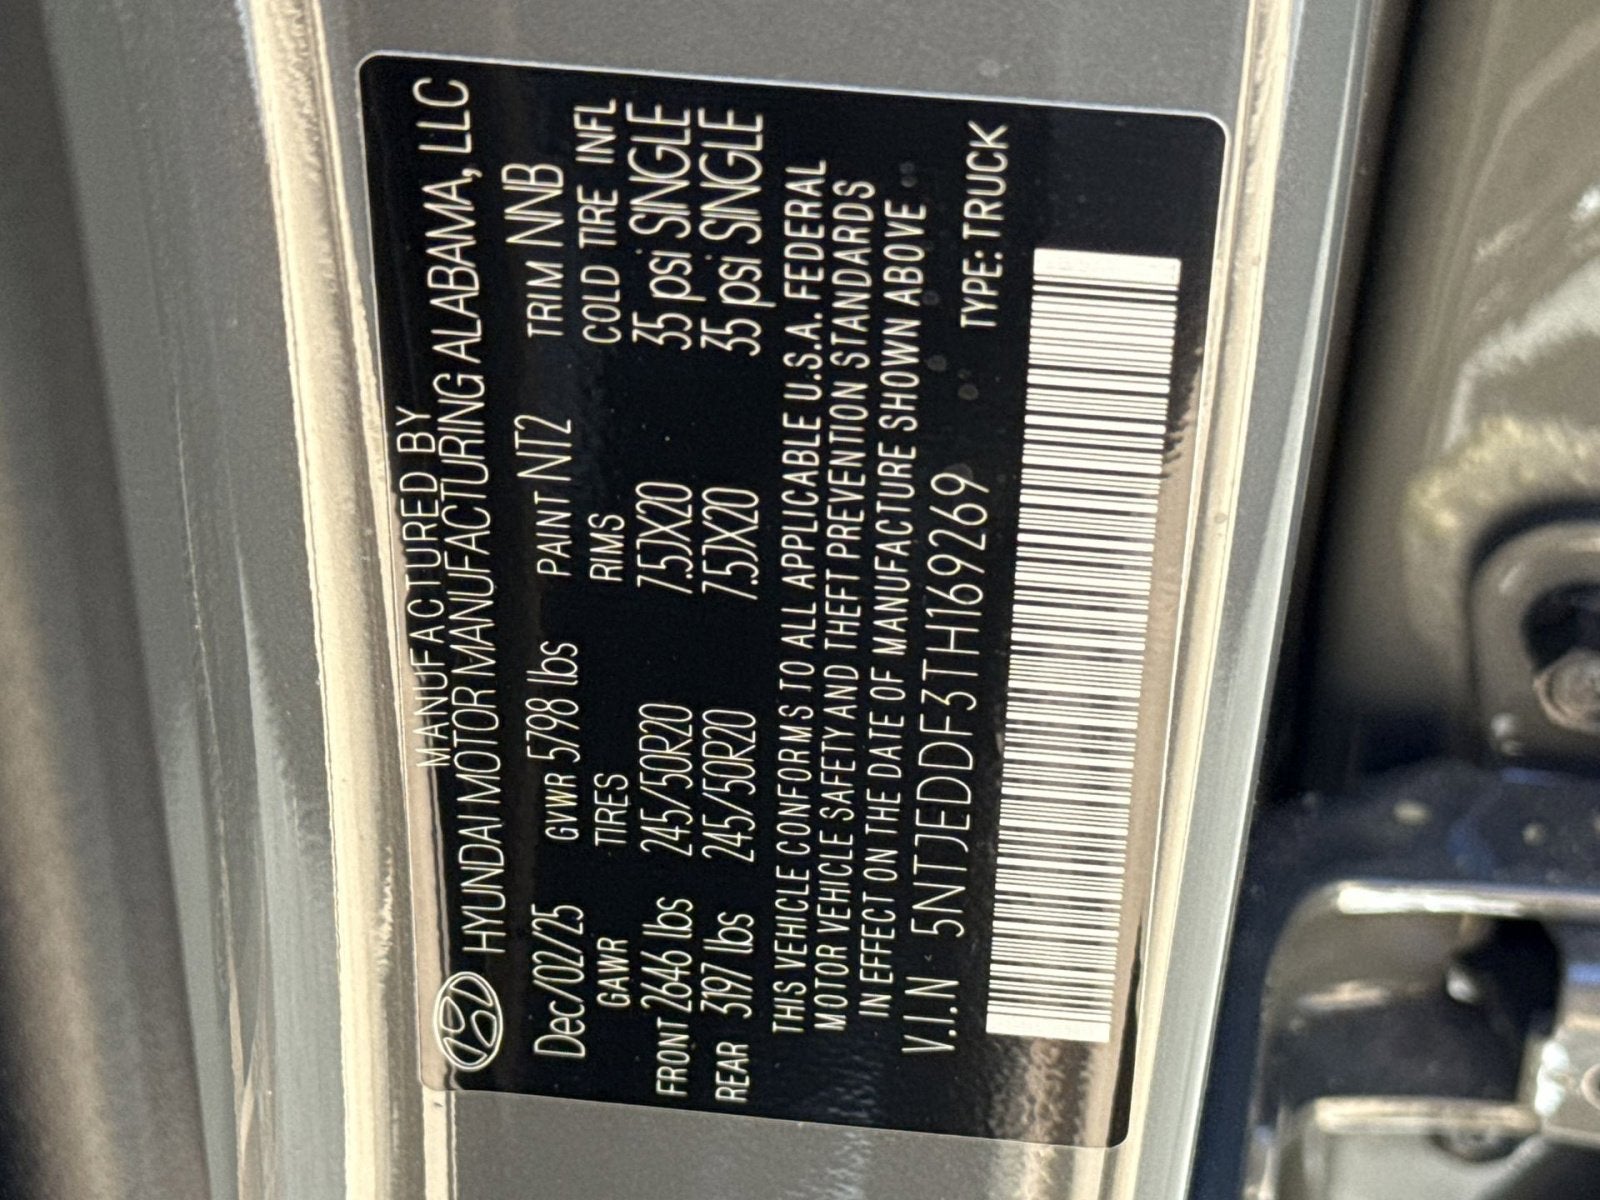 MANUFACTURED BY
HYUNDAI MOTOR MANUFACTURING ALABAMA, LLC
Dec/02/25 GVWR 5798 lbs PAINT NT2 TRIM NNB
GAWR TIRES RIMS COLD TIRE INFL
FRONT 2646 lbs 245/50R20 7.5JX20 35 psi SINGLE
REAR 3197 lbs 245/50R20 7.5JX20 35 psi SINGLE
THIS VEHICLE CONFORMS TO ALL APPLICABLE U.S.A. FEDERAL
MOTOR VEHICLE SAFETY AND THEFT PREVENTION STANDARDS
IN EFFECT ON THE DATE OF MANUFACTURE SHOWN ABOVE.
V.I.N 5NTJEDDF3TH169269 TYPE: TRUCK